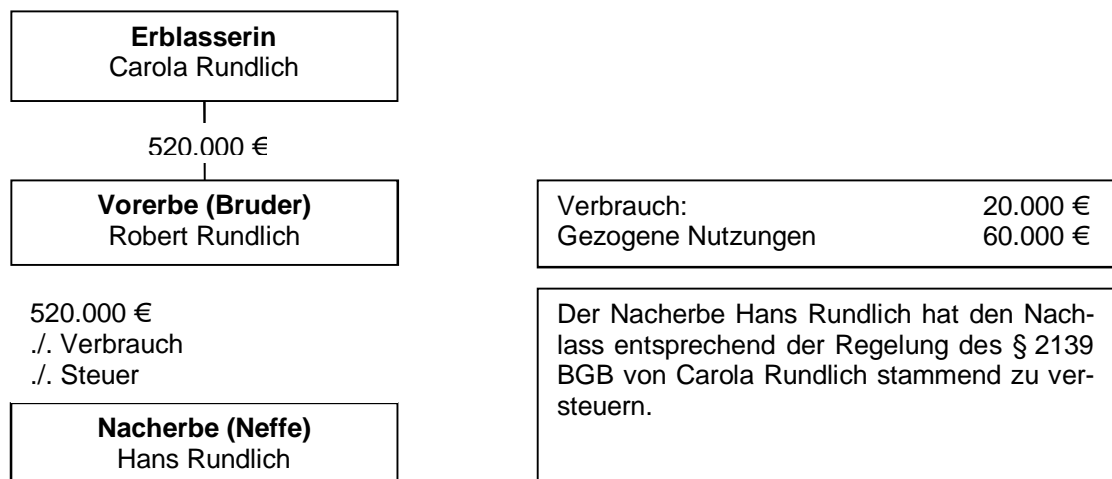 Erblasserin
Carola Rundlich
520.000 €
Vorerbe (Bruder)
Robert Rundlich
Verbrauch: 20.000 €
Gezogene Nutzungen 60.000 €
520.000 €
./. Verbrauch
./. Steuer
Der Nacherbe Hans Rundlich hat den Nach-
lass entsprechend der Regelung des § 2139
BGB von Carola Rundlich stammend zu ver-
steuern.
Nacherbe (Neffe)
Hans Rundlich